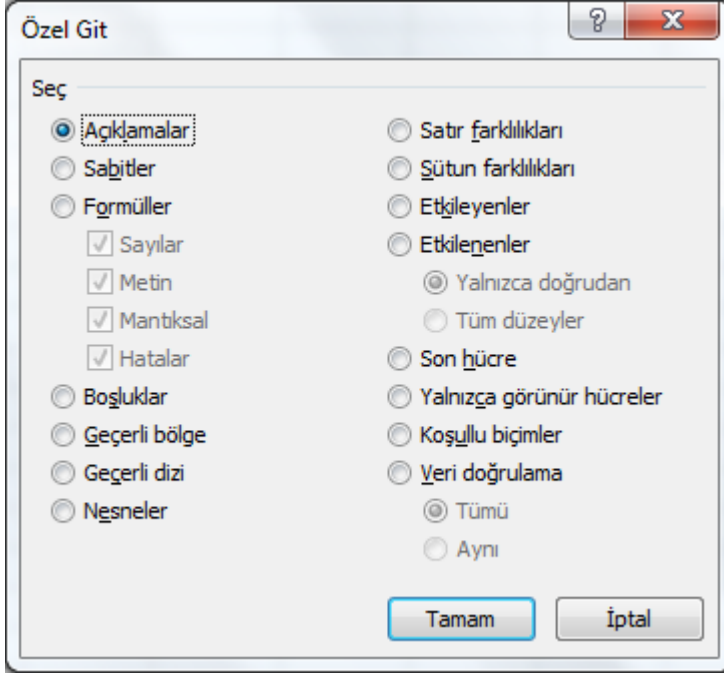 Özel Git
Seç
Açıklamalar
Sabitler
Formüller
Sayılar
Metin
Mantıksal
Hatalar
Boşluklar
Geçerli bölge
Geçerli dizi
Nesneler
Satır farklılıkları
Sütun farklılıkları
Etkileyenler
Etkilenenler
Yalnızca doğrudan
Tüm düzeyler
Son hücre
Yalnızca görünür hücreler
Koşullu biçimler
Veri doğrulama
Tümü
Aynı
Tamam
İptal